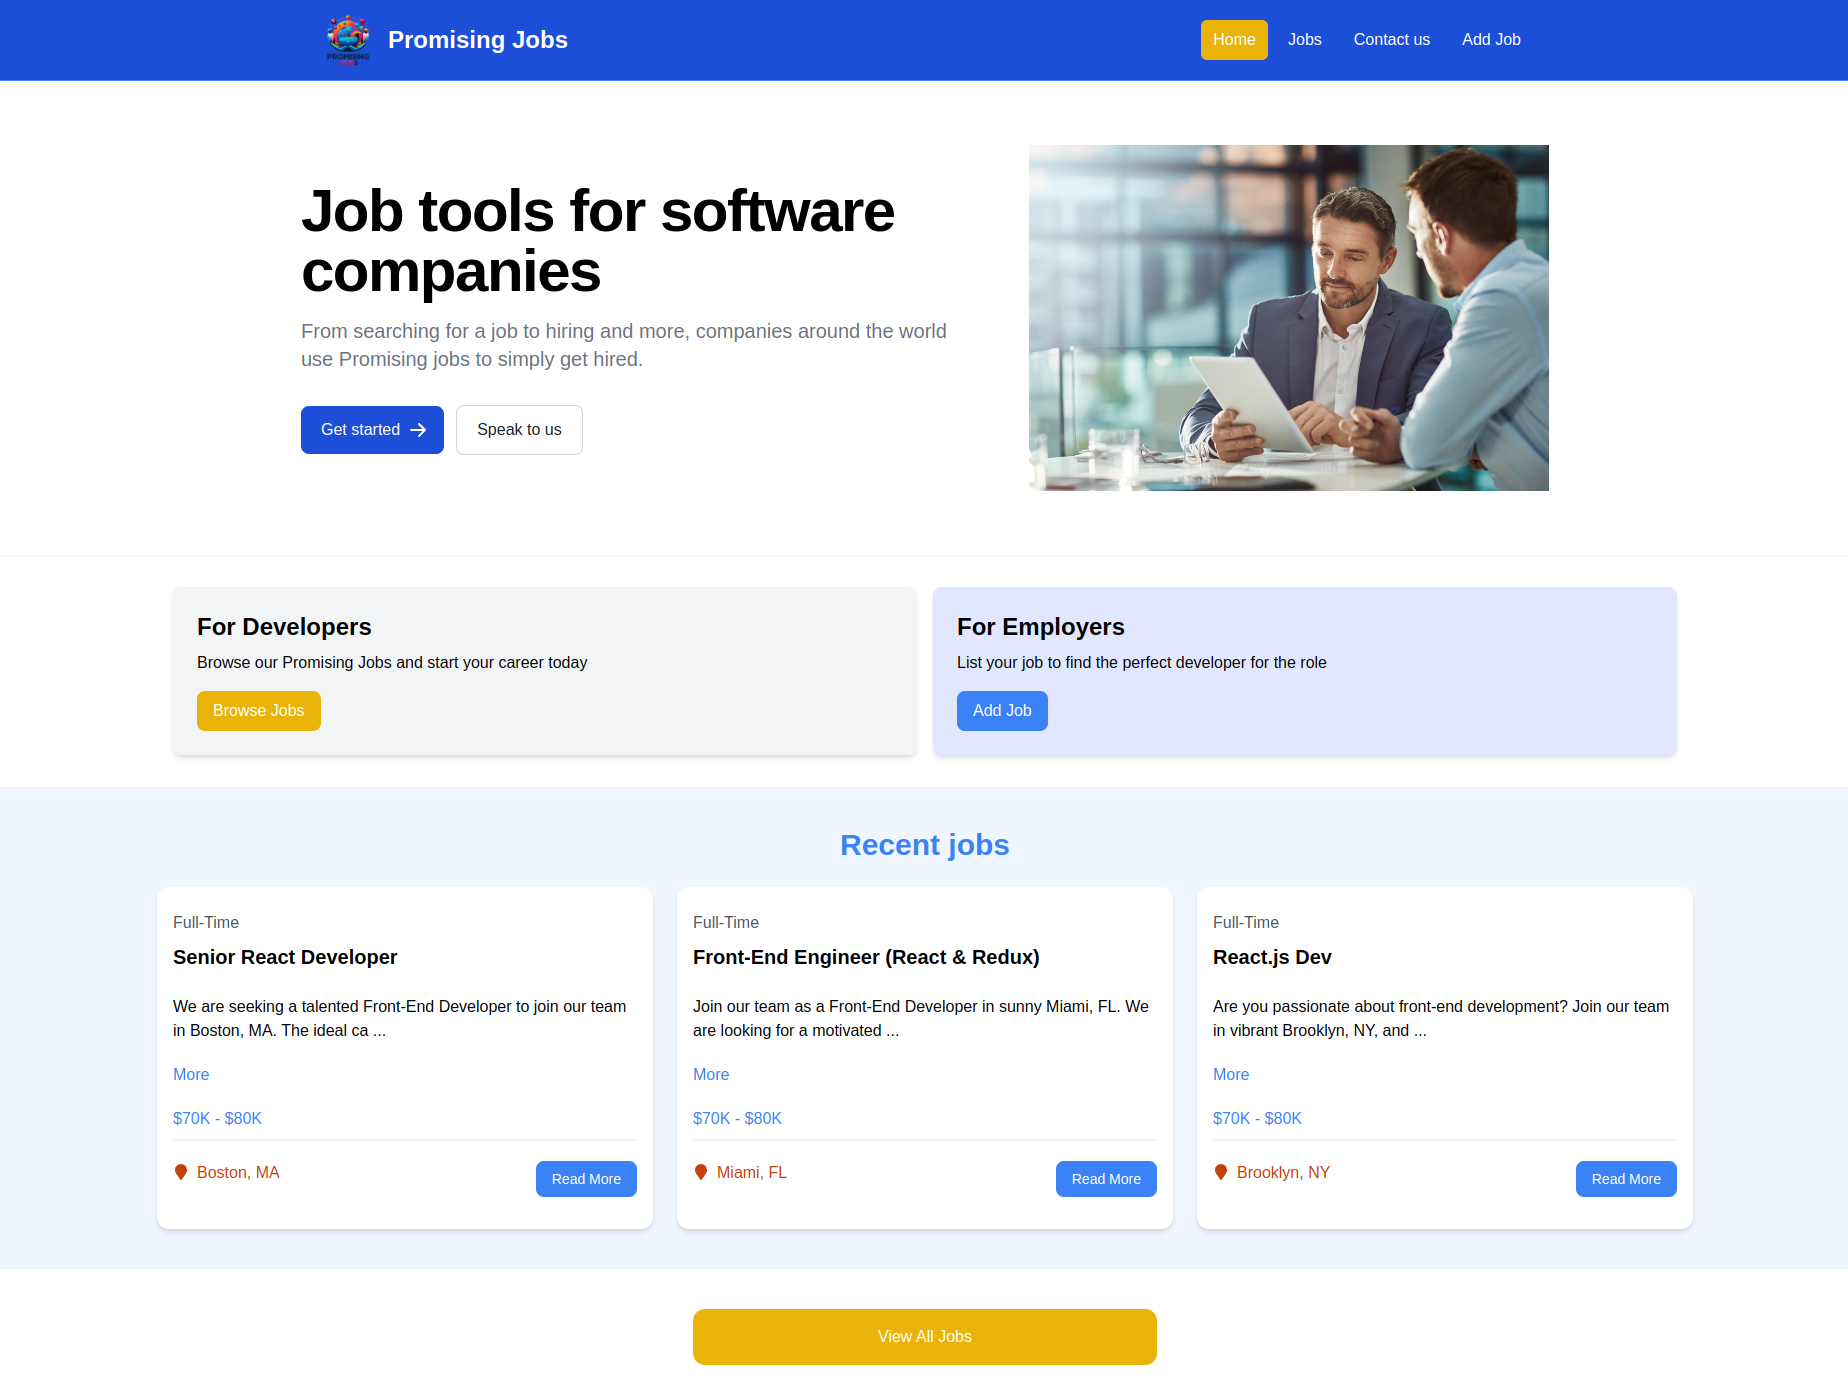 PROMISING
Promising Jobs
Home
Jobs
Contact us
Add Job
Job tools for software
companies
From searching for a job to hiring and more, companies around the world
use Promising jobs to simply get hired.
Get started
Speak to us
For Developers
Browse our Promising Jobs and start your career today
Browse Jobs
For Employers
List your job to find the perfect developer for the role
Add Job
Recent jobs
Full-Time
Senior React Developer
We are seeking a talented Front-End Developer to join our team
in Boston, MA. The ideal ca ...
More
$70K - $80K
Boston, MA
Read More
Full-Time
Front-End Engineer (React & Redux)
Join our team as a Front-End Developer in sunny Miami, FL. We
are looking for a motivated ...
More
$70K - $80K
Miami, FL
Read More
Full-Time
React.js Dev
Are you passionate about front-end development? Join our team
in vibrant Brooklyn, NY, and ...
More
$70K - $80K
Brooklyn, NY
Read More
View All Jobs